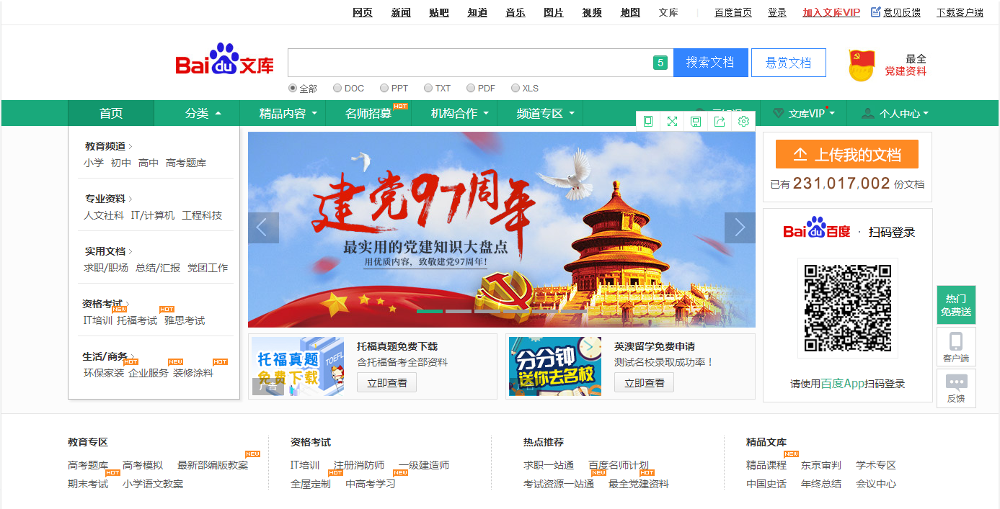 网页 新闻 贴吧 知道 音乐 图片 视频 地图 文库 百度首页 登录 加入文库VIP 意见反馈 下载客户端
Baidu文库
5 搜索文档 悬赏文档
最全
党建资料
全部 DOC PPT TXT PDF XLS
首页 分类 精品内容 名师招募 HOT 机构合作 频道专区 文库VIP 个人中心
教育频道
小学 初中 高中 高考题库
专业资料
人文社科 IT/计算机 工程科技
实用文档
求职/职场 总结/汇报 党团工作
资格考试
NEW HOT
IT培训 托福考试 雅思考试
生活/商务
HOT NEW HOT
环保家装 企业服务 装修涂料
建党97周年
最实用的党建知识大盘点
用优质内容，致敬建党97周年!
托福真题
免费下载
TOEFL
广告
托福真题免费下载
含托福备考全部资料
立即查看
分分钟
送你去名校
广告
英澳留学免费申请
测试名校录取成功率！
立即查看
上传我的文档
已有 231,017,002 份文档
Baidu百度 · 扫码登录
请使用百度App扫码登录
热门
免费送
客户端
反馈
教育专区
NEW
高考题库 高考模拟 最新部编版教案
HOT
期末考试 小学语文教案
资格考试
IT培训 注册消防师 一级建造师
HOT NEW
全屋定制 中高考学习
热点推荐
求职一站通 百度名师计划
NEW HOT
考试资源一站通 最全党建资料
精品文库
NEW
精品课程 东京审判 学术专区
中国史话 年终总结 会议中心